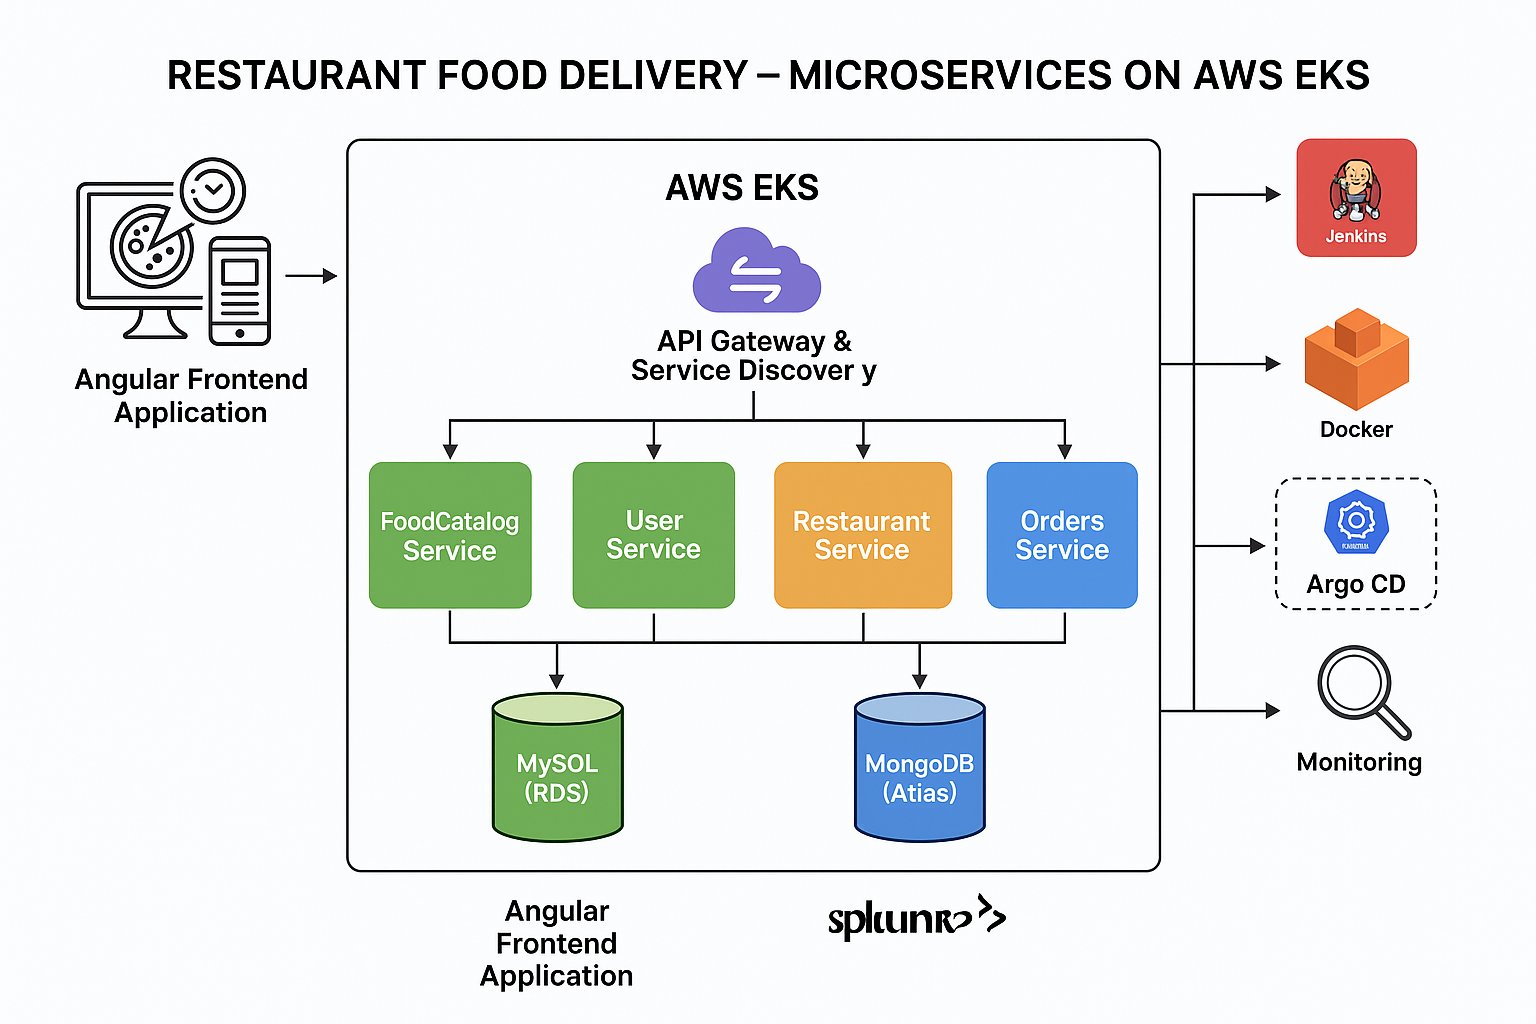 RESTAURANT FOOD DELIVERY – MICROSERVICES ON AWS EKS
Angular Frontend
Application
AWS EKS
API Gateway &
Service Discover y
FoodCatalog
Service
User
Service
Restaurant
Service
Orders
Service
MySOL
(RDS)
MongoDB
(Atias)
Jenkins
Docker
Argo CD
Monitoring
Angular
Frontend
Application